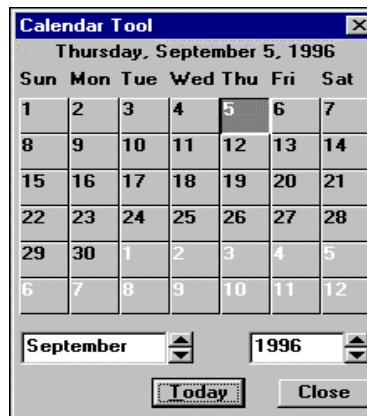 Calendar Tool
Thursday, September 5, 1996
Sun Mon Tue Wed Thu Fri Sat
1 2 3 4 5 6 7
8 9 10 11 12 13 14
15 16 17 18 19 20 21
22 23 24 25 26 27 28
29 30 1 2 3 4 5
6 7 8 9 10 11 12
September 1996
Today Close